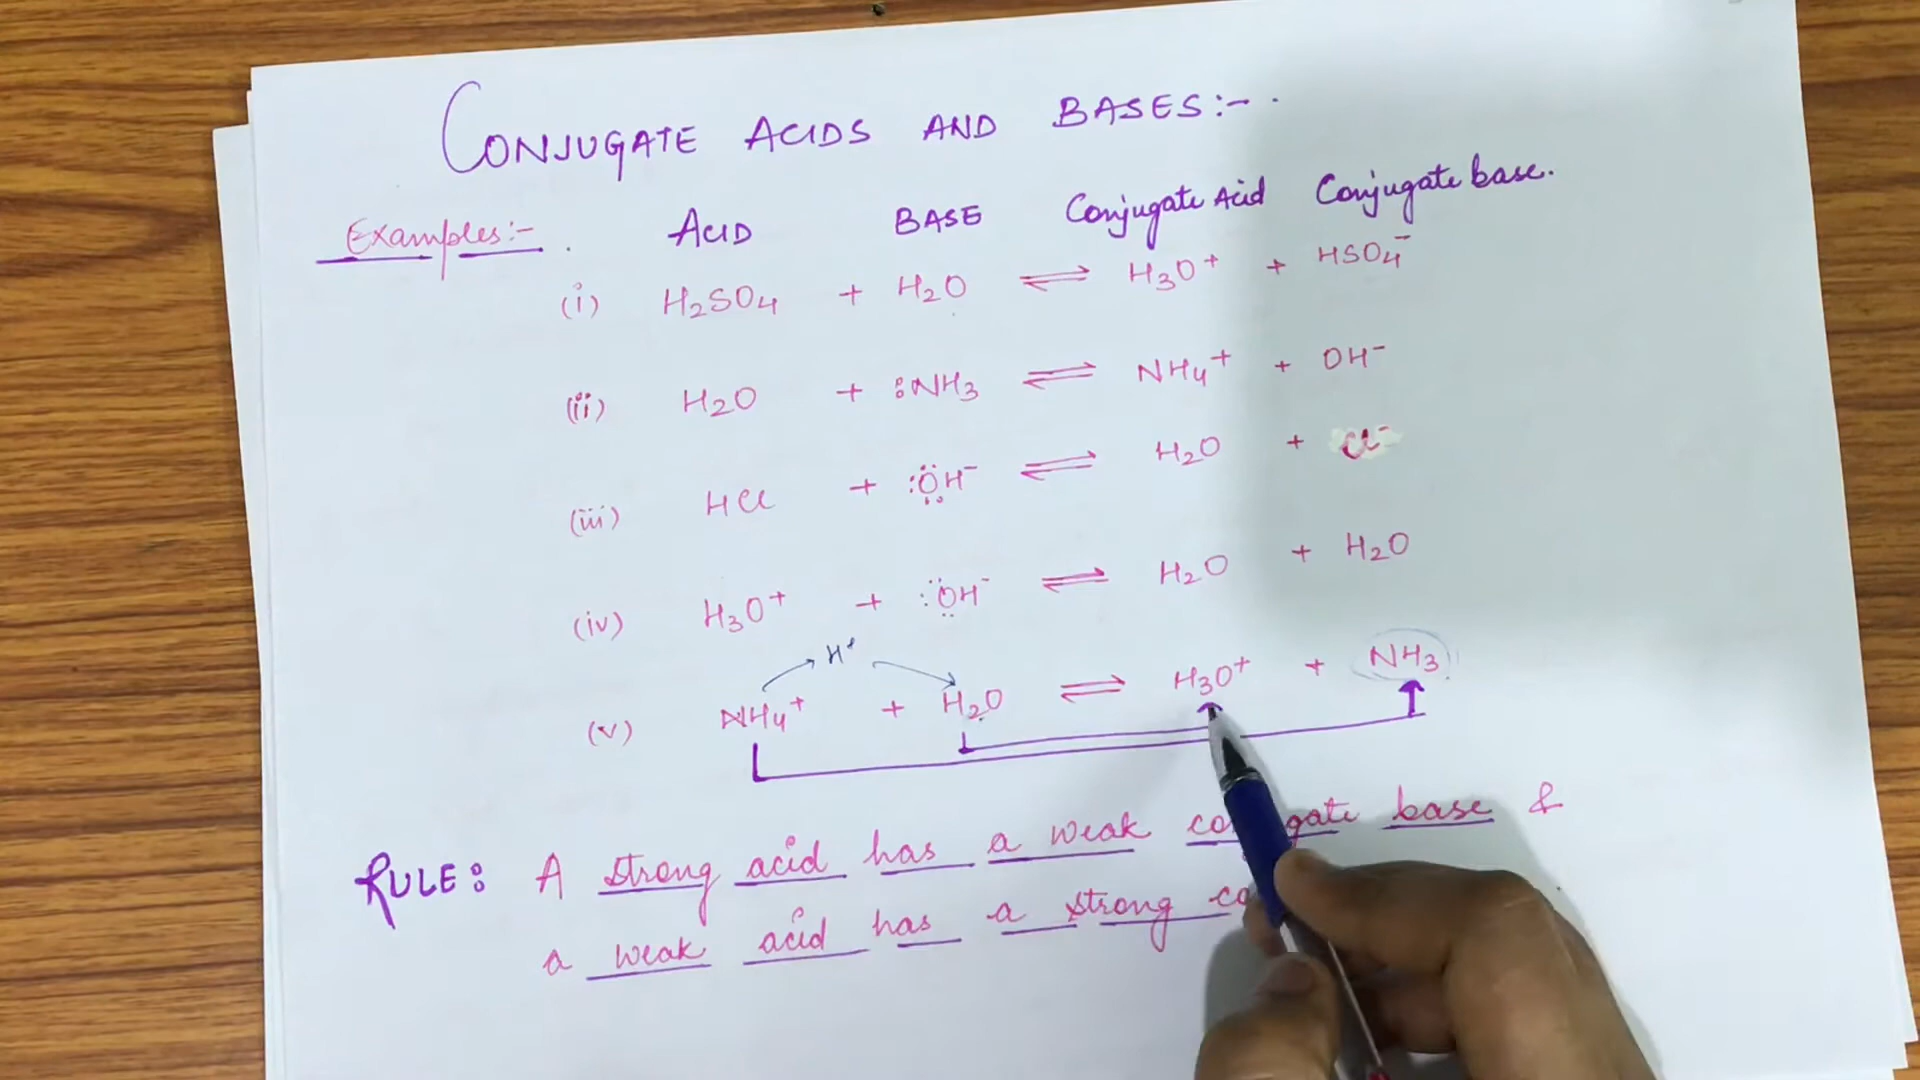 CONJUGATE ACIDS AND BASES:-
Examples:- ACID BASE Conjugate Acid Conjugate base.
(i) H2SO4 + H2O ⇌ H3O+ + HSO4-
(ii) H2O + :NH3 ⇌ NH4+ + OH-
(iii) HCl + :ÖH- ⇌ H2O + Cl-
(iv) H3O+ + :ÖH- ⇌ H2O + H2O
H+
(v) NH4+ + H2O ⇌ H3O+ + NH3
RULE: A strong acid has a weak conjugate base &
a weak acid has a strong